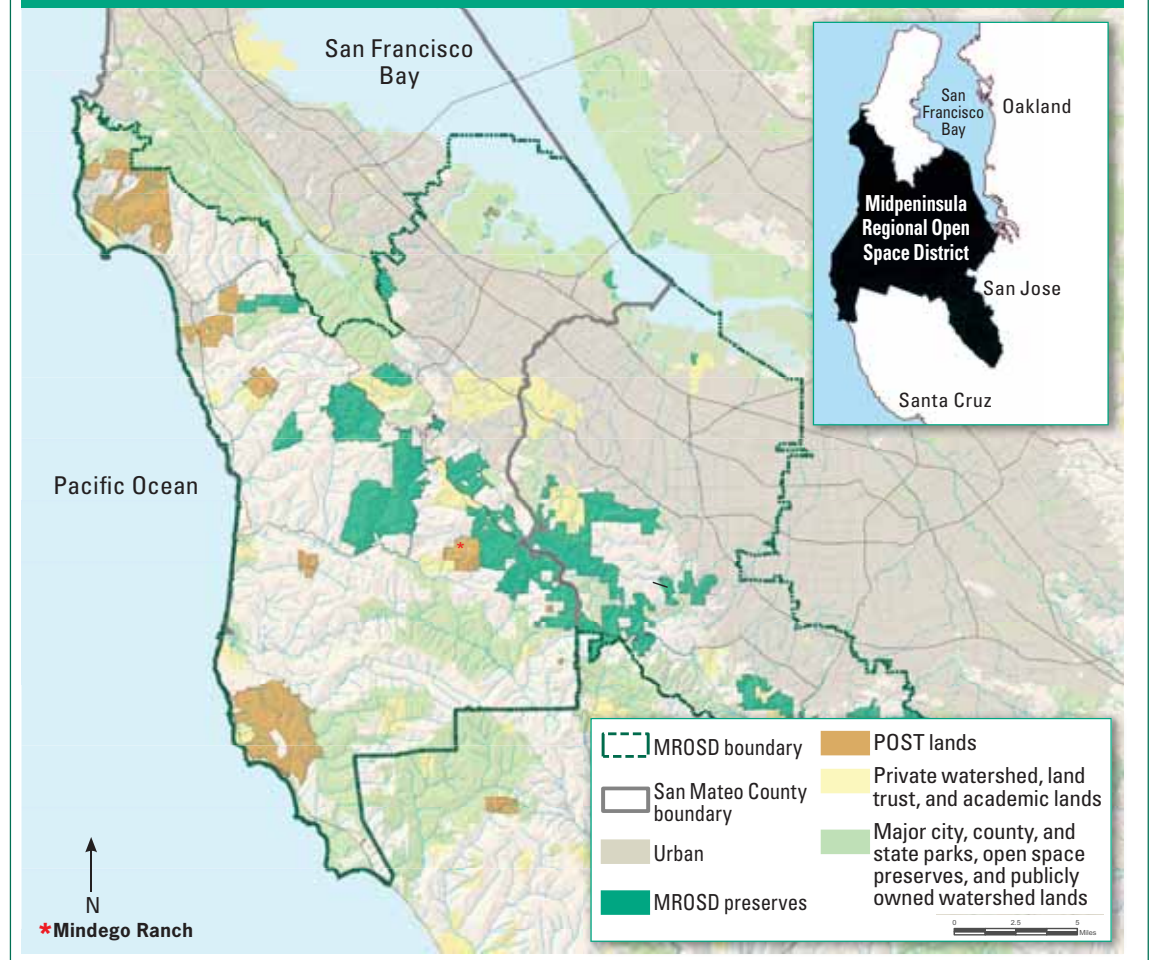 San Francisco
Bay
Pacific Ocean
San
Francisco
Bay
Oakland
Midpeninsula
Regional Open
Space District
San Jose
Santa Cruz
MROSD boundary
San Mateo County
boundary
Urban
MROSD preserves
POST lands
Private watershed, land
trust, and academic lands
Major city, county, and
state parks, open space
preserves, and publicly
owned watershed lands
0 2.5 5
Miles
N
*Mindego Ranch